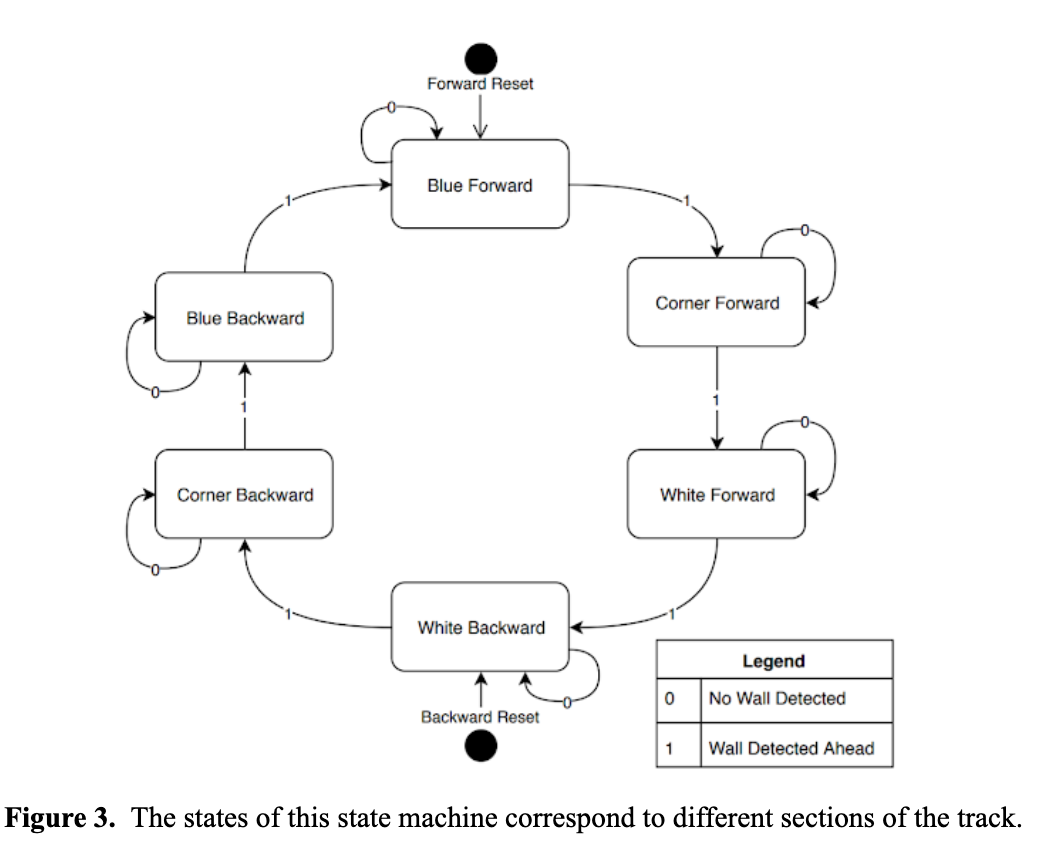 Forward Reset
0
Blue Forward
1
1
0
Corner Forward
Blue Backward
0
1
1
0
Corner Backward
White Forward
0
1
1
White Backward
0
Backward Reset
Legend
0 No Wall Detected
1 Wall Detected Ahead
Figure 3. The states of this state machine correspond to different sections of the track.